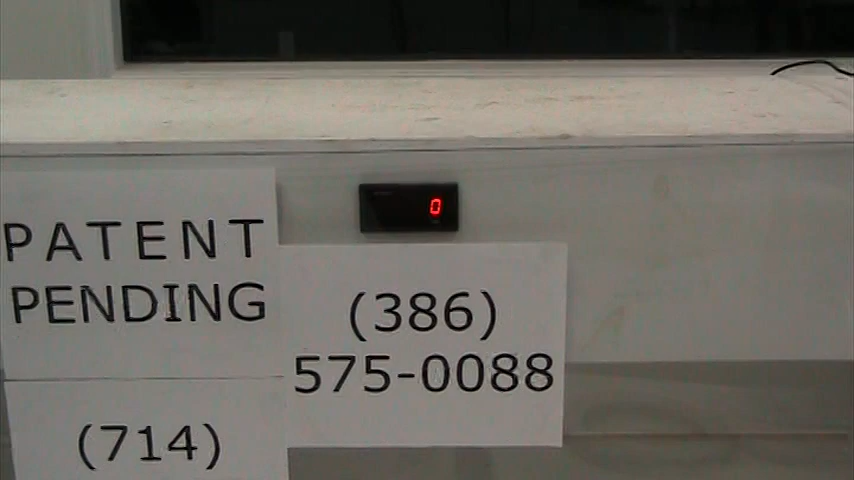 0
PATENT
PENDING
(386)
575-0088
(714)